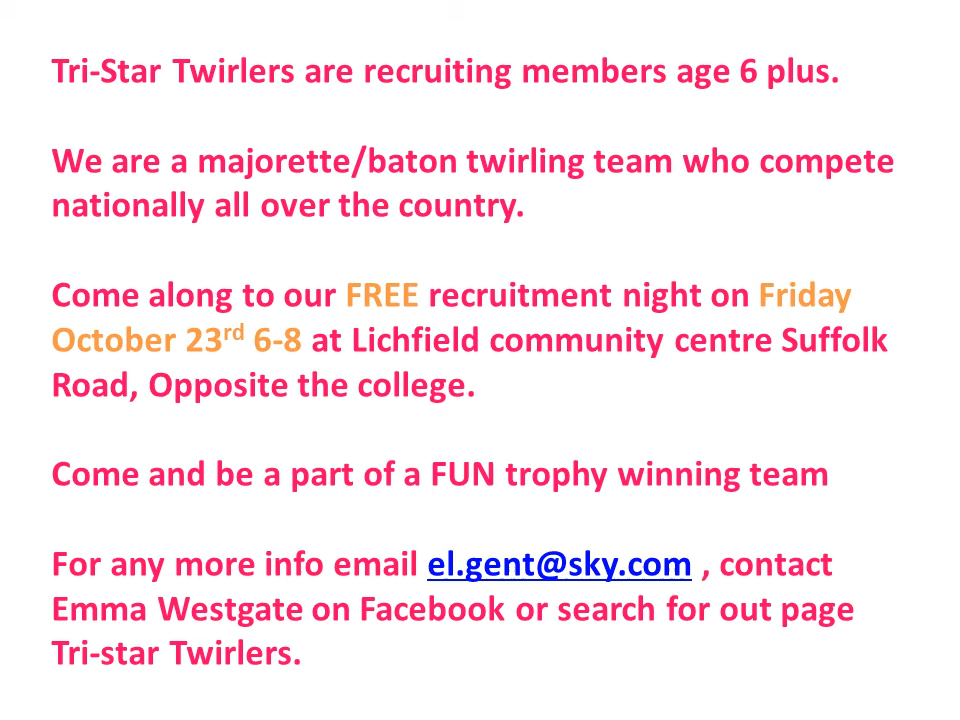 Tri-Star Twirlers are recruiting members age 6 plus.
We are a majorette/baton twirling team who compete
nationally all over the country.
Come along to our FREE recruitment night on Friday
October 23rd 6-8 at Lichfield community centre Suffolk
Road, Opposite the college.
Come and be a part of a FUN trophy winning team
For any more info email el.gent@sky.com , contact
Emma Westgate on Facebook or search for out page
Tri-star Twirlers.